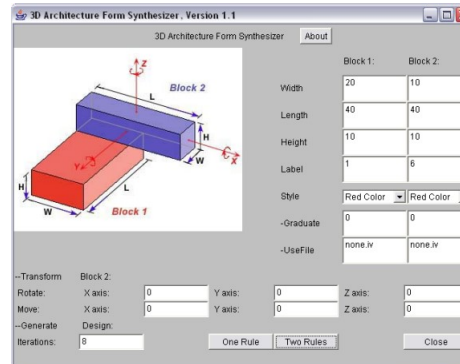 3D Architecture Form Synthesizer, Version 1.1
3D Architecture Form Synthesizer About
Z
Block 2
L
H
W
X
Y
L
H
W
Block 1
Block 1: Block 2:
Width 20 10
Length 40 40
Height 10 10
Label 1 6
Style Red Color Red Color
-Graduate 0 0
-UseFile none.iv none.iv
--Transform Block 2:
Rotate: X axis: 0 Y axis: 0 Z axis: 0
Move: X axis: 0 Y axis: 0 Z axis: 0
--Generate Design:
Iterations: 8 One Rule Two Rules Close